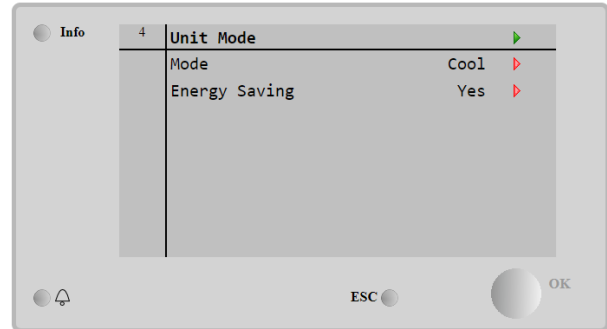 Info
4 Unit Mode
Mode Cool
Energy Saving Yes
ESC
OK